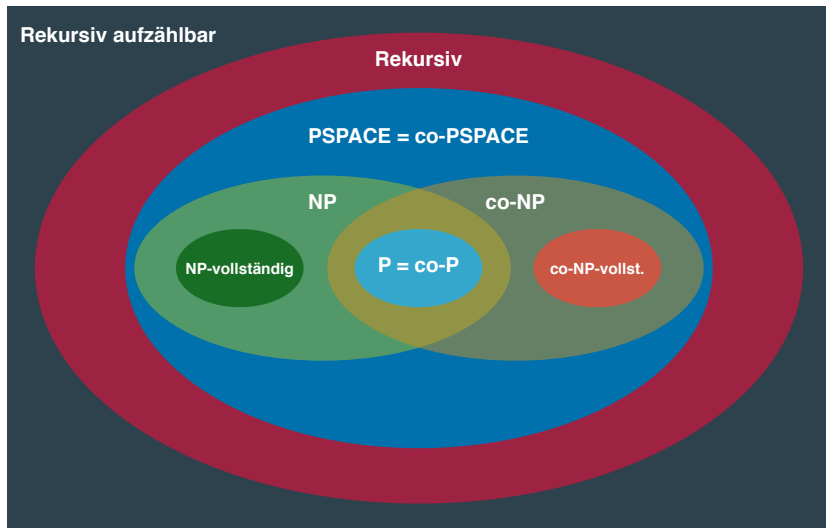 Rekursiv aufzählbar
Rekursiv
PSPACE = co-PSPACE
NP
co-NP
NP-vollständig
P = co-P
co-NP-vollst.